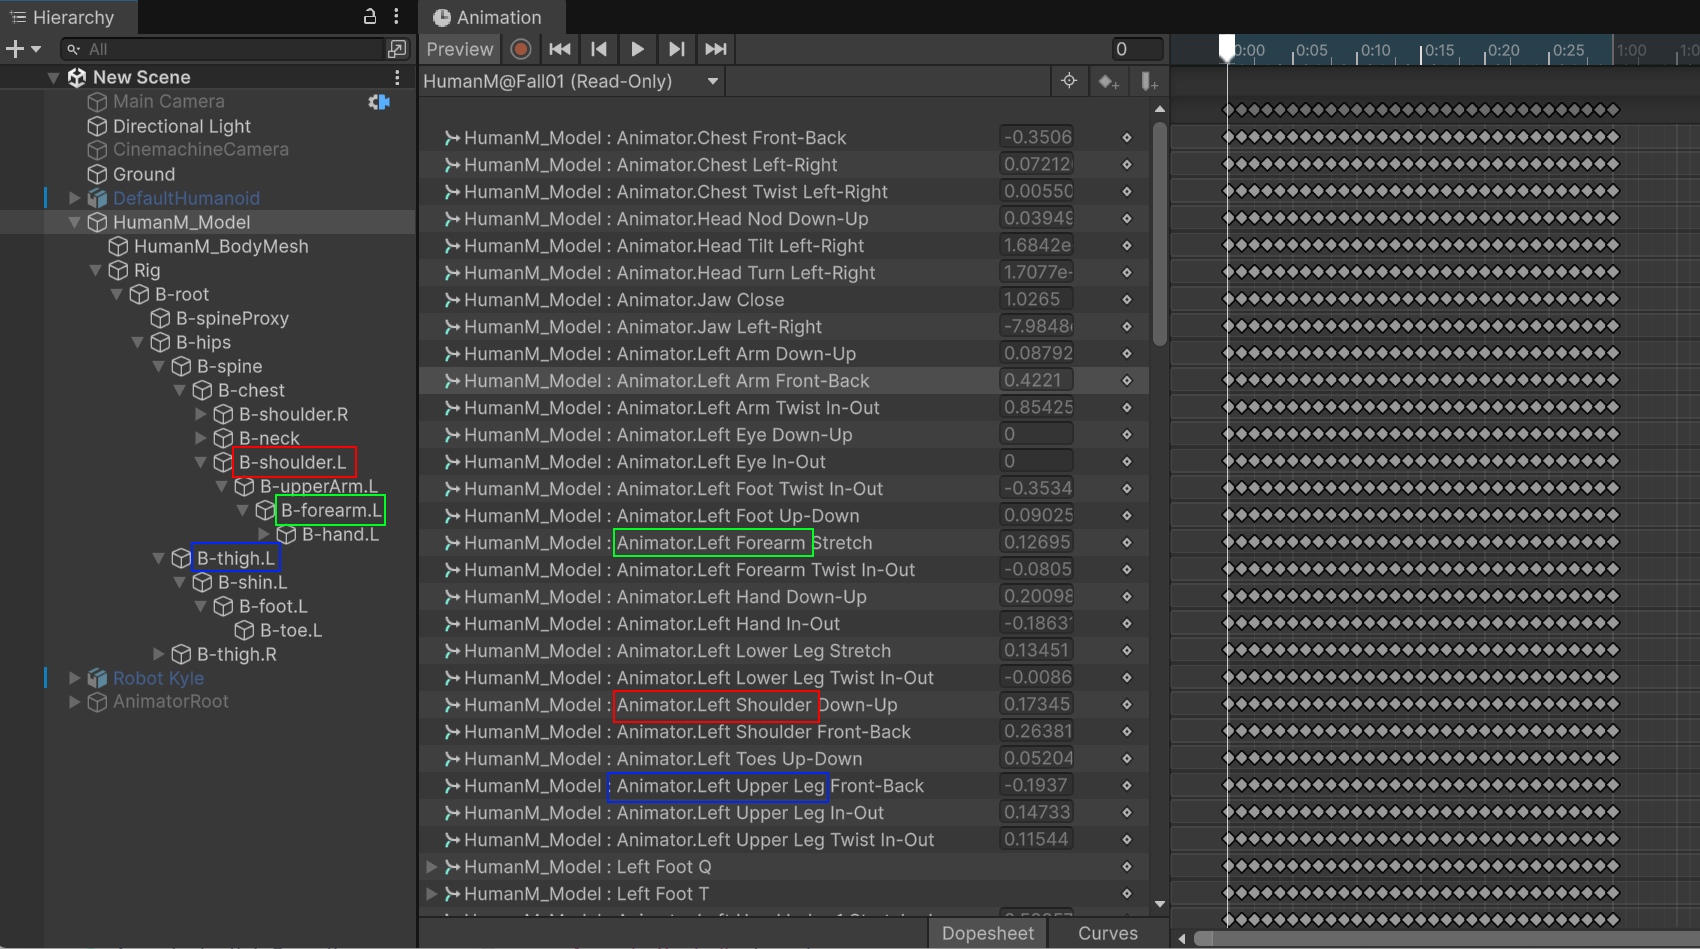 Hierarchy
All
New Scene
Main Camera
Directional Light
CinemachineCamera
Ground
DefaultHumanoid
HumanM_Model
HumanM_BodyMesh
Rig
B-root
B-spineProxy
B-hips
B-spine
B-chest
B-shoulder.R
B-neck
B-shoulder.L
B-upperArm.L
B-forearm.L
B-hand.L
B-thigh.L
B-shin.L
B-foot.L
B-toe.L
B-thigh.R
Robot Kyle
AnimatorRoot
Animation
Preview 0
HumanM@Fall01 (Read-Only)
0:00 0:05 0:10 0:15 0:20 0:25 1:00
HumanM_Model : Animator.Chest Front-Back -0.3506
HumanM_Model : Animator.Chest Left-Right 0.07212
HumanM_Model : Animator.Chest Twist Left-Right 0.00550
HumanM_Model : Animator.Head Nod Down-Up 0.03949
HumanM_Model : Animator.Head Tilt Left-Right 1.6842e
HumanM_Model : Animator.Head Turn Left-Right 1.7077e-
HumanM_Model : Animator.Jaw Close 1.0265
HumanM_Model : Animator.Jaw Left-Right -7.9848
HumanM_Model : Animator.Left Arm Down-Up 0.08792
HumanM_Model : Animator.Left Arm Front-Back 0.4221
HumanM_Model : Animator.Left Arm Twist In-Out 0.85425
HumanM_Model : Animator.Left Eye Down-Up 0
HumanM_Model : Animator.Left Eye In-Out 0
HumanM_Model : Animator.Left Foot Twist In-Out -0.3534
HumanM_Model : Animator.Left Foot Up-Down 0.09025
HumanM_Model : Animator.Left Forearm Stretch 0.12695
HumanM_Model : Animator.Left Forearm Twist In-Out -0.0805
HumanM_Model : Animator.Left Hand Down-Up 0.20098
HumanM_Model : Animator.Left Hand In-Out -0.1863
HumanM_Model : Animator.Left Lower Leg Stretch 0.13451
HumanM_Model : Animator.Left Lower Leg Twist In-Out -0.0086
HumanM_Model : Animator.Left Shoulder Down-Up 0.17345
HumanM_Model : Animator.Left Shoulder Front-Back 0.26381
HumanM_Model : Animator.Left Toes Up-Down 0.05204
HumanM_Model : Animator.Left Upper Leg Front-Back -0.1937
HumanM_Model : Animator.Left Upper Leg In-Out 0.14733
HumanM_Model : Animator.Left Upper Leg Twist In-Out 0.11544
HumanM_Model : Left Foot Q
HumanM_Model : Left Foot T
Dopesheet Curves